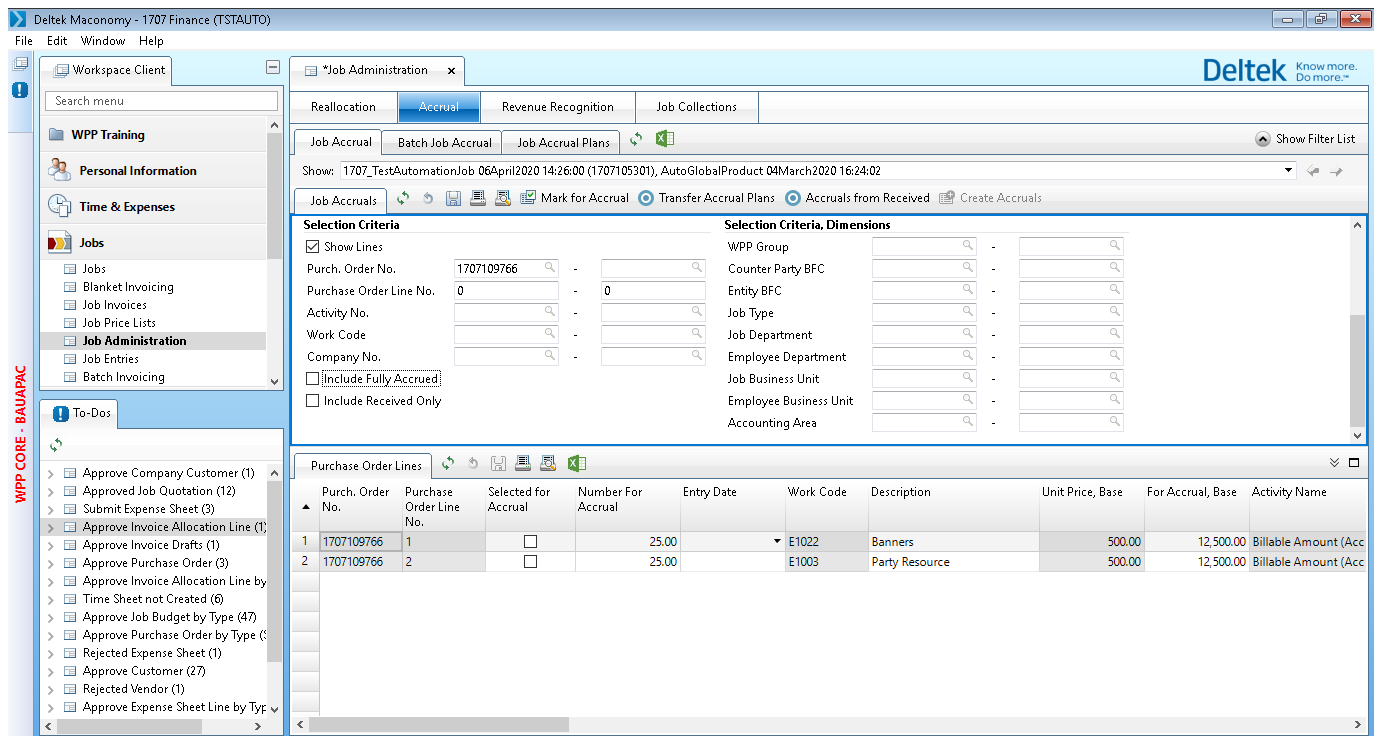 Deltek Maconomy - 1707 Finance (TSTAUTO)
File Edit Window Help
WPP CORE - BAUAPAC
Workspace Client
Search menu
WPP Training
Personal Information
Time & Expenses
Jobs
Jobs
Blanket Invoicing
Job Invoices
Job Price Lists
Job Administration
Job Entries
Batch Invoicing
To-Dos
Approve Company Customer (1)
Approved Job Quotation (12)
Submit Expense Sheet (3)
Approve Invoice Allocation Line (1)
Approve Invoice Drafts (1)
Approve Purchase Order (3)
Approve Invoice Allocation Line by
Time Sheet not Created (6)
Approve Job Budget by Type (47)
Approve Purchase Order by Type
Rejected Expense Sheet (1)
Approve Customer (27)
Rejected Vendor (1)
Approve Expense Sheet Line by Typ
*Job Administration x
Deltek Know more. Do more.™
Reallocation Accrual Revenue Recognition Job Collections
Job Accrual Batch Job Accrual Job Accrual Plans Show Filter List
Show: 1707_TestAutomationJob 06April2020 14:26:00 (1707105301), AutoGlobalProduct 04March2020 16:24:02
Job Accruals Mark for Accrual Transfer Accrual Plans Accruals from Received Create Accruals
Selection Criteria
Show Lines
Purch. Order No. 1707109766 -
Purchase Order Line No. 0 - 0
Activity No. -
Work Code -
Company No. -
Include Fully Accrued
Include Received Only
Selection Criteria, Dimensions
WPP Group -
Counter Party BFC -
Entity BFC -
Job Type -
Job Department -
Employee Department -
Job Business Unit -
Employee Business Unit -
Accounting Area -
Purchase Order Lines
Purch. Order No. Purchase Order Line No. Selected for Accrual Number For Accrual Entry Date Work Code Description Unit Price, Base For Accrual, Base Activity Name
1 1707109766 1 25.00 E1022 Banners 500.00 12,500.00 Billable Amount (Acc
2 1707109766 2 25.00 E1003 Party Resource 500.00 12,500.00 Billable Amount (Acc